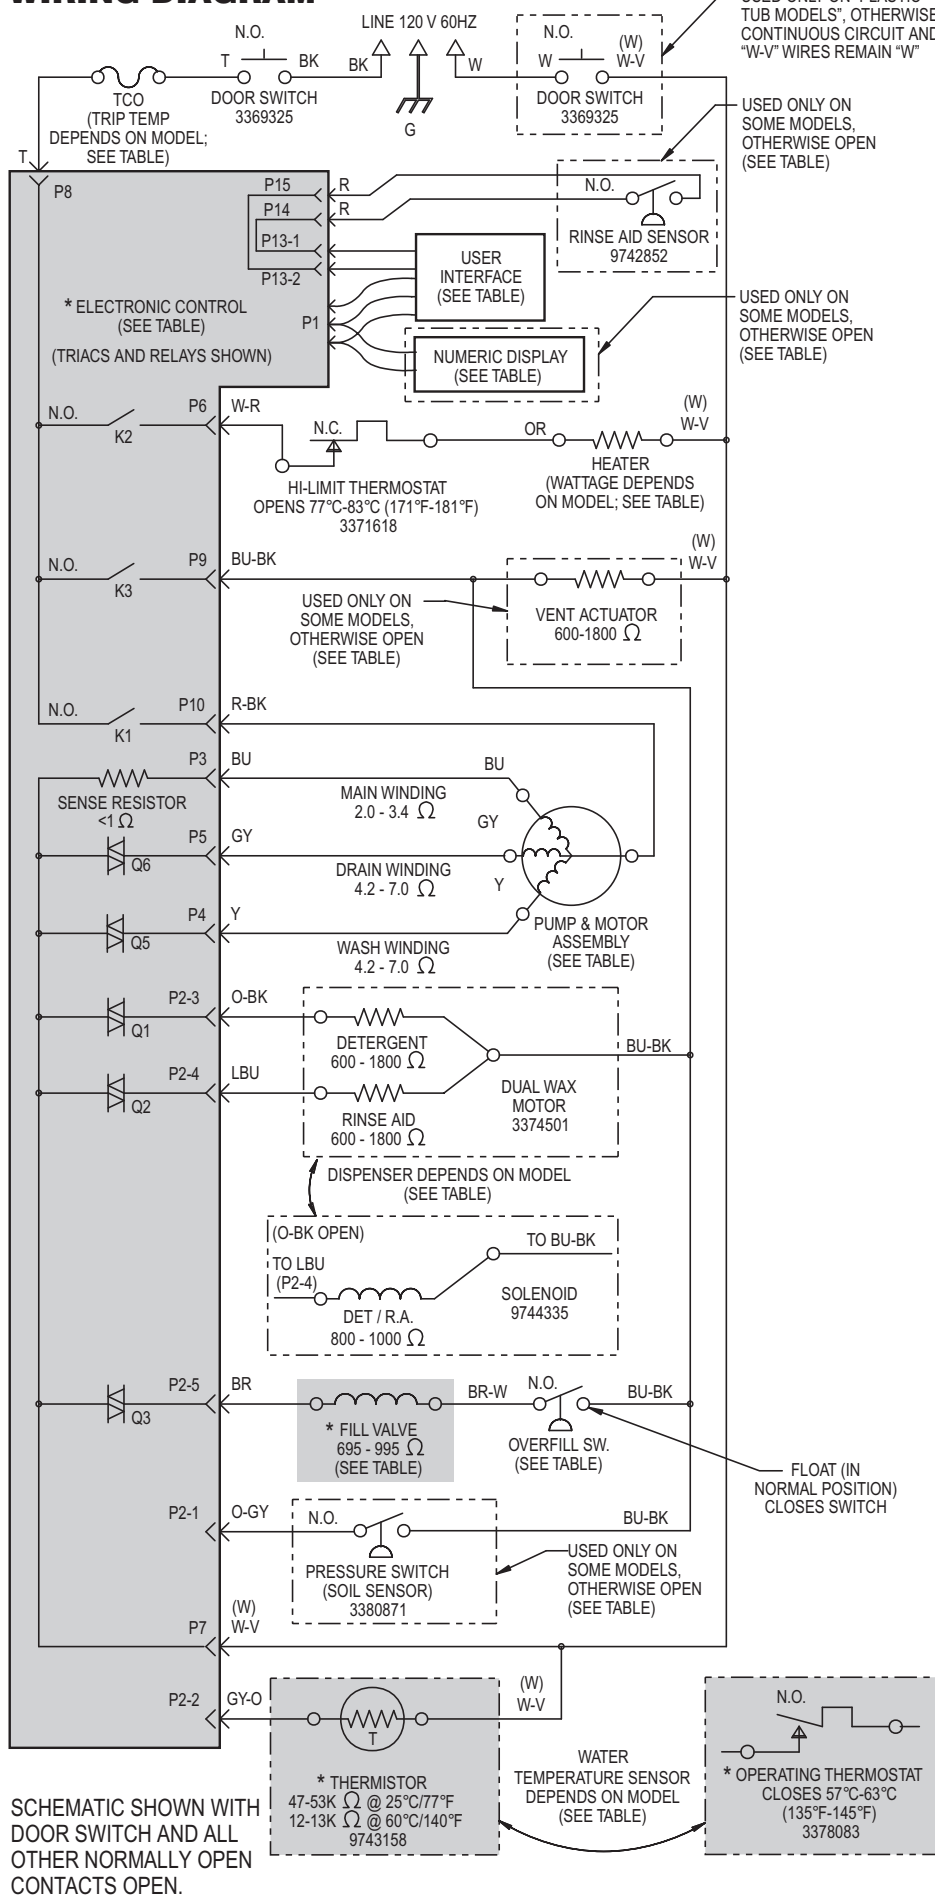 WIRING DIAGRAM
LINE 120 V 60HZ
N.O.
T
BK
BK
W
DOOR SWITCH
3369325
G
N.O.
W
(W)
W-V
DOOR SWITCH
3369325
TUB MODELS", OTHERWISE
CONTINUOUS CIRCUIT AND
"W-V" WIRES REMAIN "W"
TCO
(TRIP TEMP
DEPENDS ON MODEL;
SEE TABLE)
T
P8
USED ONLY ON
SOME MODELS,
OTHERWISE OPEN
(SEE TABLE)
P15
R
P14
R
P13-1
P13-2
N.O.
RINSE AID SENSOR
9742852
USER
INTERFACE
(SEE TABLE)
* ELECTRONIC CONTROL
(SEE TABLE)
(TRIACS AND RELAYS SHOWN)
P1
NUMERIC DISPLAY
(SEE TABLE)
USED ONLY ON
SOME MODELS,
OTHERWISE OPEN
(SEE TABLE)
N.O.
K2
P6
W-R
N.C.
OR
(W)
W-V
HI-LIMIT THERMOSTAT
OPENS 77°C-83°C (171°F-181°F)
3371618
HEATER
(WATTAGE DEPENDS
ON MODEL; SEE TABLE)
N.O.
K3
P9
BU-BK
(W)
W-V
USED ONLY ON
SOME MODELS,
OTHERWISE OPEN
(SEE TABLE)
VENT ACTUATOR
600-1800 Ω
N.O.
K1
P10
R-BK
P3
BU
BU
SENSE RESISTOR
<1 Ω
MAIN WINDING
2.0 - 3.4 Ω
GY
P5
GY
Q6
DRAIN WINDING
4.2 - 7.0 Ω
Y
P4
Y
Q5
WASH WINDING
4.2 - 7.0 Ω
PUMP & MOTOR
ASSEMBLY
(SEE TABLE)
P2-3
O-BK
Q1
DETERGENT
600 - 1800 Ω
BU-BK
P2-4
LBU
Q2
RINSE AID
600 - 1800 Ω
DUAL WAX
MOTOR
3374501
DISPENSER DEPENDS ON MODEL
(SEE TABLE)
(O-BK OPEN)
TO LBU
(P2-4)
TO BU-BK
DET / R.A.
800 - 1000 Ω
SOLENOID
9744335
P2-5
BR
Q3
* FILL VALVE
695 - 995 Ω
(SEE TABLE)
BR-W
N.O.
BU-BK
OVERFILL SW.
(SEE TABLE)
FLOAT (IN
NORMAL POSITION)
CLOSES SWITCH
P2-1
O-GY
N.O.
BU-BK
PRESSURE SWITCH
(SOIL SENSOR)
3380871
USED ONLY ON
SOME MODELS,
OTHERWISE OPEN
(SEE TABLE)
P7
(W)
W-V
P2-2
GY-O
T
(W)
W-V
* THERMISTOR
47-53K Ω @ 25°C/77°F
12-13K Ω @ 60°C/140°F
9743158
WATER
TEMPERATURE SENSOR
DEPENDS ON MODEL
(SEE TABLE)
N.O.
* OPERATING THERMOSTAT
CLOSES 57°C-63°C
(135°F-145°F)
3378083
SCHEMATIC SHOWN WITH
DOOR SWITCH AND ALL
OTHER NORMALLY OPEN
CONTACTS OPEN.